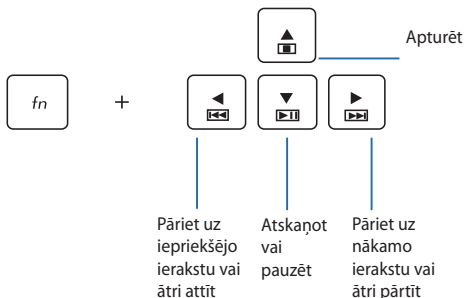 Apturēt
fn
+
Pāriet uz
iepriekšējo
ierakstu vai
ātri attīt
Atskaņot
vai
pauzēt
Pāriet uz
nākamo
ierakstu vai
ātri pārtīt